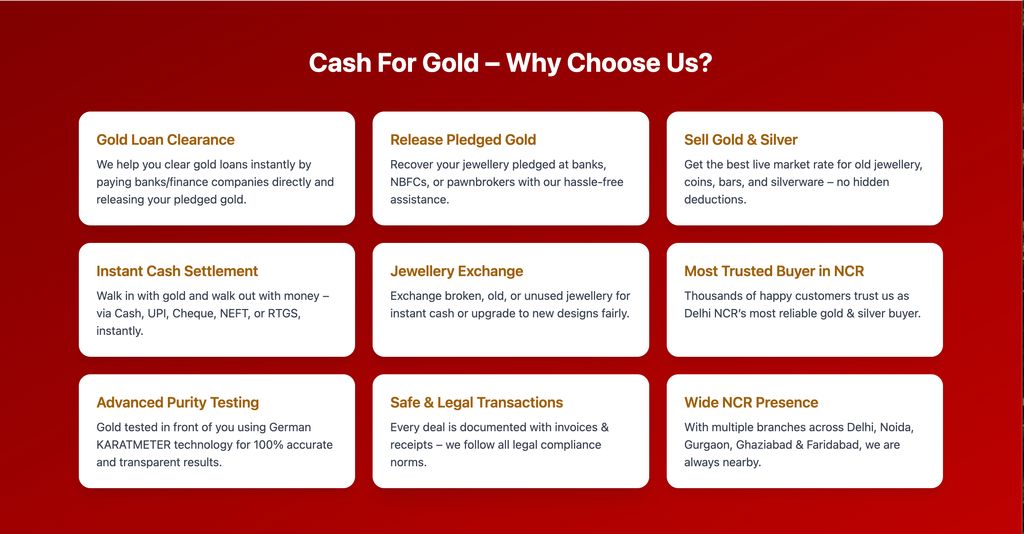 Cash For Gold – Why Choose Us?
Gold Loan Clearance
We help you clear gold loans instantly by
paying banks/finance companies directly and
releasing your pledged gold.
Release Pledged Gold
Recover your jewellery pledged at banks,
NBFCs, or pawnbrokers with our hassle-free
assistance.
Sell Gold & Silver
Get the best live market rate for old jewellery,
coins, bars, and silverware – no hidden
deductions.
Instant Cash Settlement
Walk in with gold and walk out with money –
via Cash, UPI, Cheque, NEFT, or RTGS,
instantly.
Jewellery Exchange
Exchange broken, old, or unused jewellery for
instant cash or upgrade to new designs fairly.
Most Trusted Buyer in NCR
Thousands of happy customers trust us as
Delhi NCR's most reliable gold & silver buyer.
Advanced Purity Testing
Gold tested in front of you using German
KARATMETER technology for 100% accurate
and transparent results.
Safe & Legal Transactions
Every deal is documented with invoices &
receipts – we follow all legal compliance
norms.
Wide NCR Presence
With multiple branches across Delhi, Noida,
Gurgaon, Ghaziabad & Faridabad, we are
always nearby.